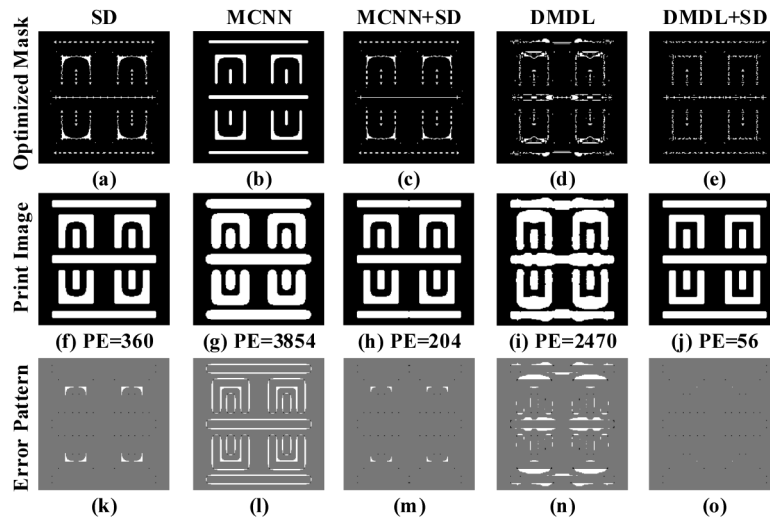 SD MCNN MCNN+SD DMDL DMDL+SD
Optimized Mask
(a) (b) (c) (d) (e)
Print Image
(f) PE=360 (g) PE=3854 (h) PE=204 (i) PE=2470 (j) PE=56
Error Pattern
(k) (l) (m) (n) (o)